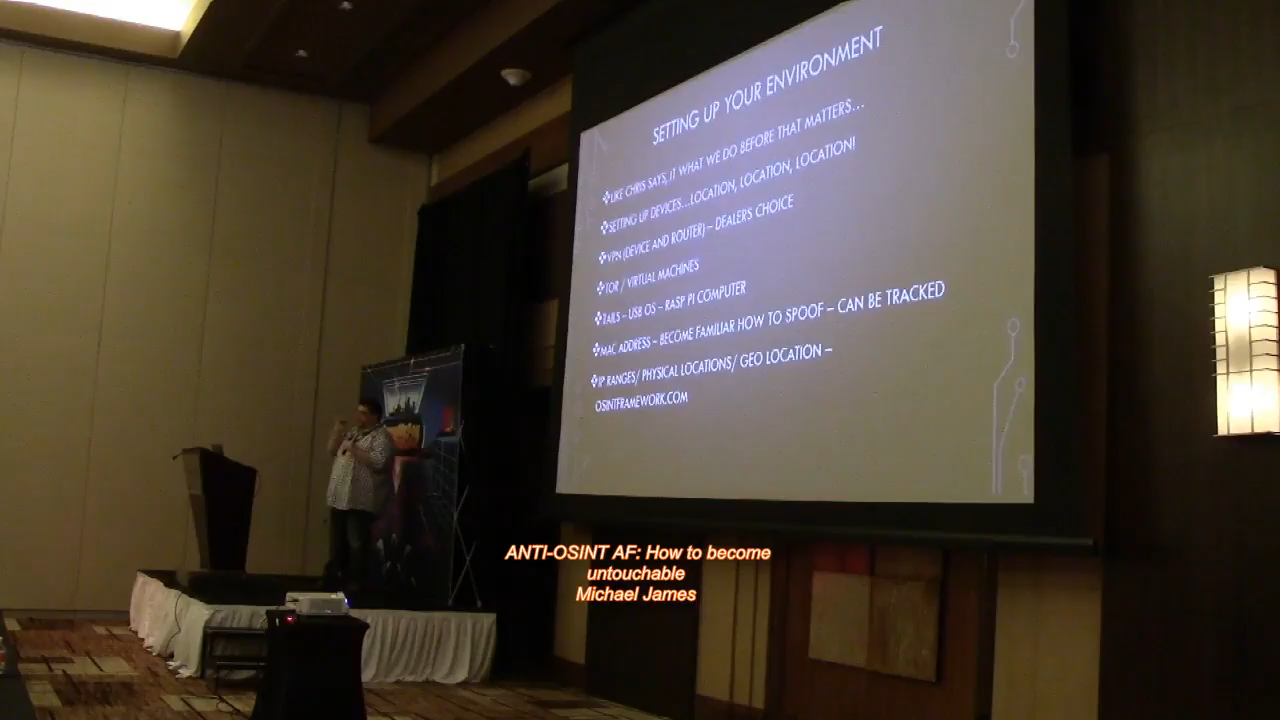 SETTING UP YOUR ENVIRONMENT
LIKE CHRIS SAYS, IT WHAT WE DO BEFORE THAT MATTERS...
SETTING UP DEVICES...LOCATION, LOCATION, LOCATION!
VPN (DEVICE AND ROUTER) – DEALERS CHOICE
TOR / VIRTUAL MACHINES
TAILS – USB OS – RASP PI COMPUTER
MAC ADDRESS – BECOME FAMILIAR HOW TO SPOOF – CAN BE TRACKED
IP RANGES/ PHYSICAL LOCATIONS/ GEO LOCATION –
OSINTFRAMEWORK.COM
ANTI-OSINT AF: How to become
untouchable
Michael James